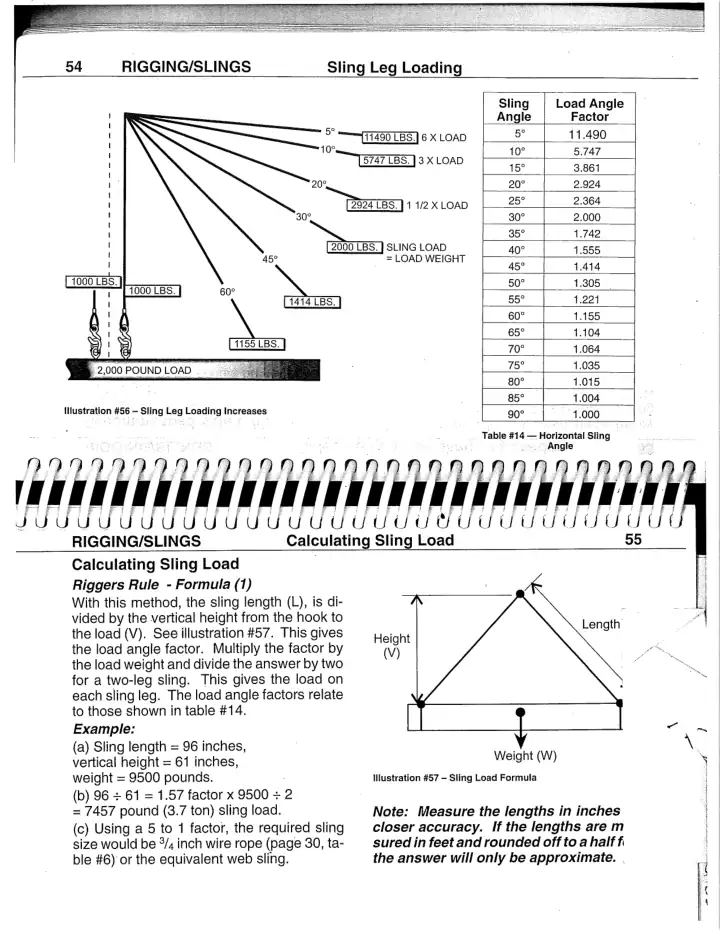 54 RIGGING/SLINGS Sling Leg Loading
5° 11490 LBS. 6 X LOAD
10° 5747 LBS. 3 X LOAD
20° 2924 LBS. 1 1/2 X LOAD
30° 2000 LBS. SLING LOAD
= LOAD WEIGHT
45° 1414 LBS.
60° 1155 LBS.
1000 LBS.
1000 LBS.
2,000 POUND LOAD
Illustration #56 – Sling Leg Loading Increases
Sling Angle Load Angle Factor
5° 11.490
10° 5.747
15° 3.861
20° 2.924
25° 2.364
30° 2.000
35° 1.742
40° 1.555
45° 1.414
50° 1.305
55° 1.221
60° 1.155
65° 1.104
70° 1.064
75° 1.035
80° 1.015
85° 1.004
90° 1.000
Table #14 — Horizontal Sling
Angle
RIGGING/SLINGS Calculating Sling Load 55
Calculating Sling Load
Riggers Rule - Formula (1)
With this method, the sling length (L), is di-
vided by the vertical height from the hook to
the load (V). See illustration #57. This gives
the load angle factor. Multiply the factor by
the load weight and divide the answer by two
for a two-leg sling. This gives the load on
each sling leg. The load angle factors relate
to those shown in table #14.
Example:
(a) Sling length = 96 inches,
vertical height = 61 inches,
weight = 9500 pounds.
(b) 96 ÷ 61 = 1.57 factor x 9500 ÷ 2
= 7457 pound (3.7 ton) sling load.
(c) Using a 5 to 1 factor, the required sling
size would be 3/4 inch wire rope (page 30, ta-
ble #6) or the equivalent web sling.
Height
(V)
Length
Weight (W)
Illustration #57 – Sling Load Formula
Note: Measure the lengths in inches
closer accuracy. If the lengths are m
sured in feet and rounded off to a half f
the answer will only be approximate.